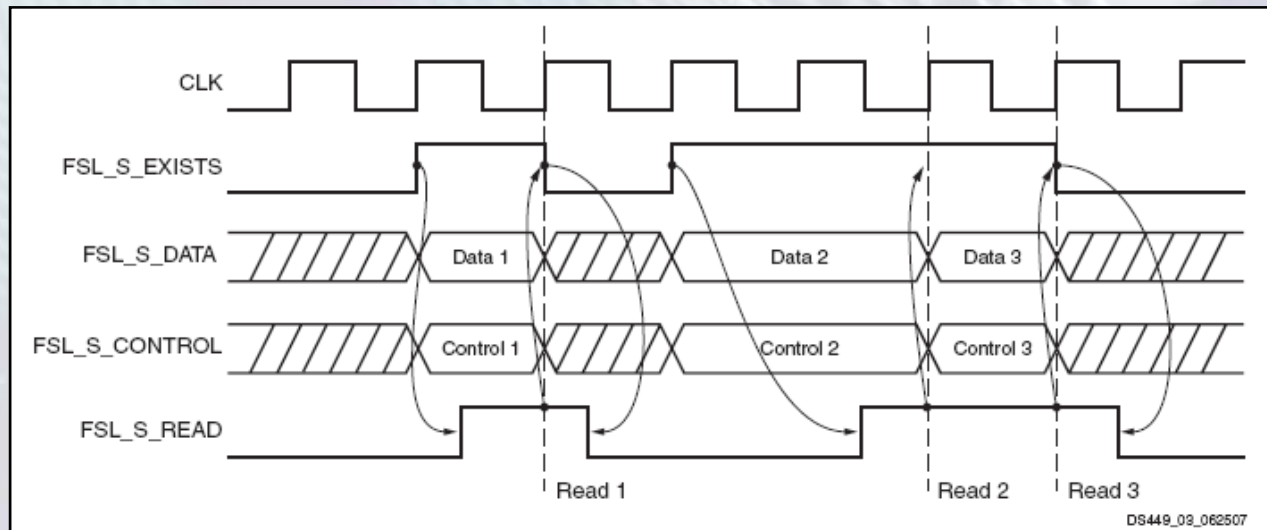 CLK
FSL_S_EXISTS
FSL_S_DATA Data 1 Data 2 Data 3
FSL_S_CONTROL Control 1 Control 2 Control 3
FSL_S_READ
Read 1 Read 2 Read 3
DS449_03_062507